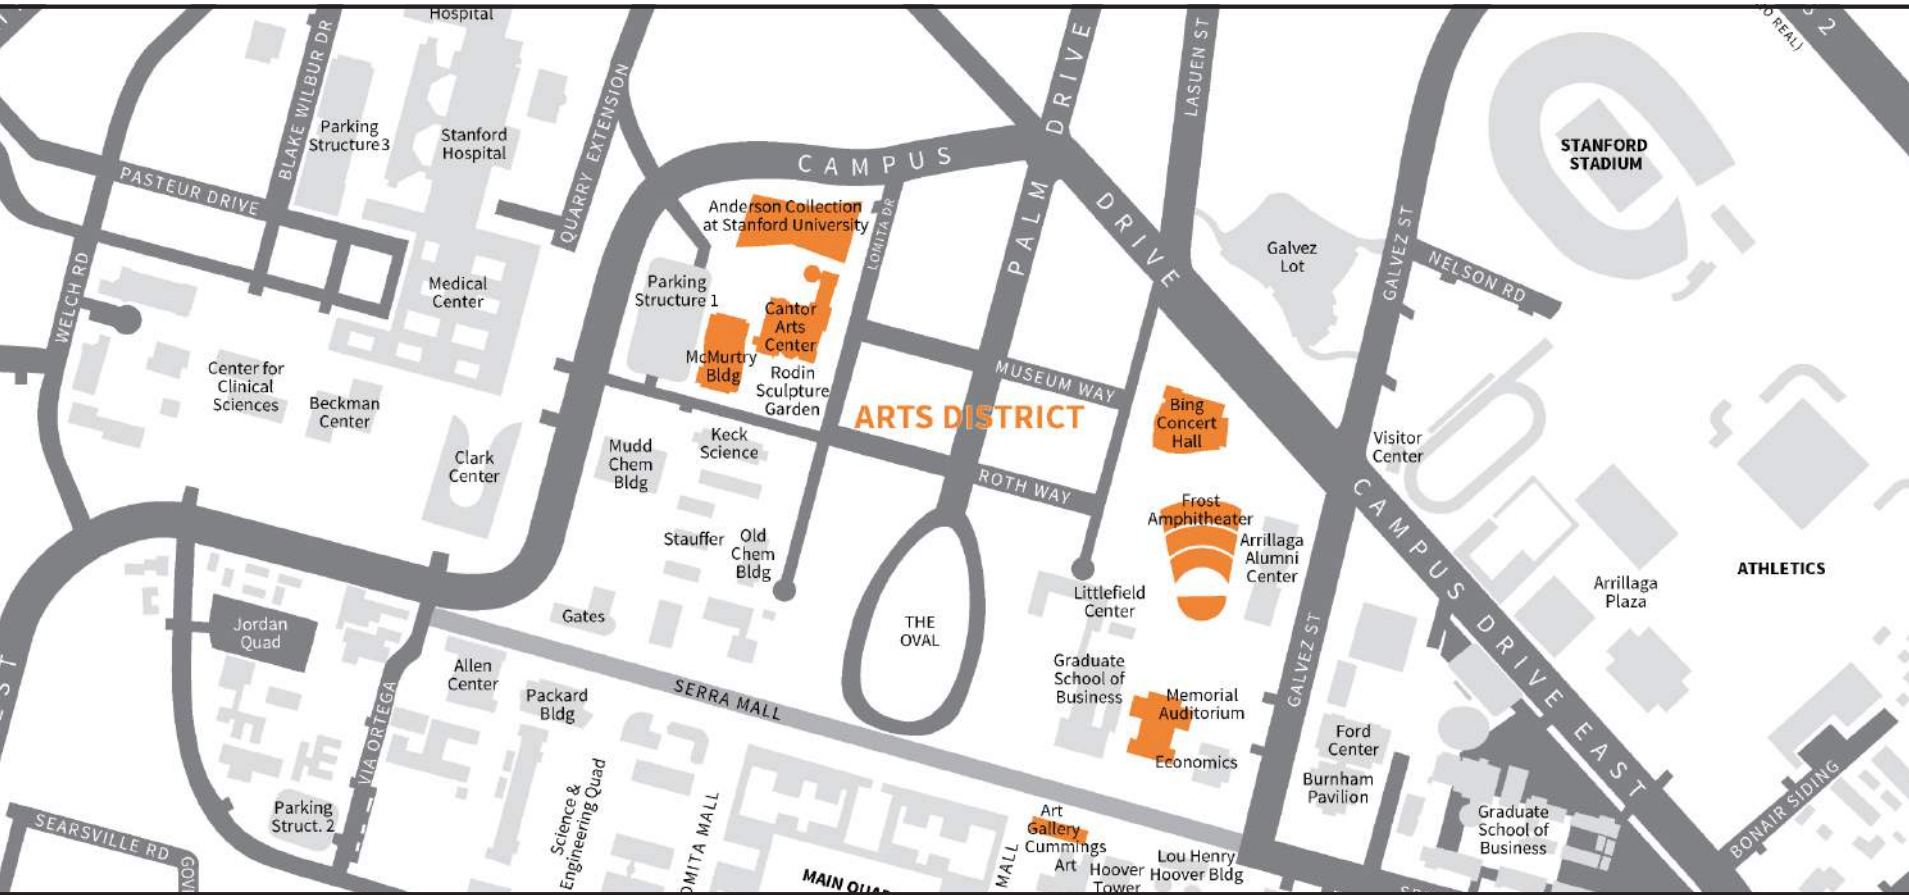 Hospital
BLAKE WILBUR DR
Parking
Structure3
Stanford
Hospital
QUARRY EXTENSION
PASTEUR DRIVE
WELCH RD
Medical
Center
Center for
Clinical
Sciences
Beckman
Center
Clark
Center
CAMPUS
DRIVE
PALM
DRIVE
LASUEN ST
LOMITA DR
Anderson Collection
at Stanford University
Parking
Structure 1
Cantor
Arts
Center
McMurtry
Bldg
Rodin
Sculpture
Garden
ARTS DISTRICT
MUSEUM WAY
ROTH WAY
Bing
Concert
Hall
Galvez
Lot
GALVEZ ST
NELSON RD
STANFORD
STADIUM
REAL)
Visitor
Center
Mudd
Chem
Bldg
Keck
Science
Stauffer
Old
Chem
Bldg
Gates
THE
OVAL
Frost
Amphitheater
Arrillaga
Alumni
Center
Littlefield
Center
CAMPUS DRIVE EAST
ATHLETICS
Arrillaga
Plaza
Jordan
Quad
Allen
Center
Packard
Bldg
SERRA MALL
Graduate
School of
Business
Memorial
Auditorium
Economics
GALVEZ ST
Ford
Center
Burnham
Pavilion
Graduate
School of
Business
BONAIR SIDING
VIA ORTEGA
Parking
Struct. 2
SEARSVILLE RD
Science &
Engineering Quad
OMITA MALL
MAIN QUA
MALL
Art
Gallery
Cummings
Art
Hoover
Tower
Lou Henry
Hoover Bldg